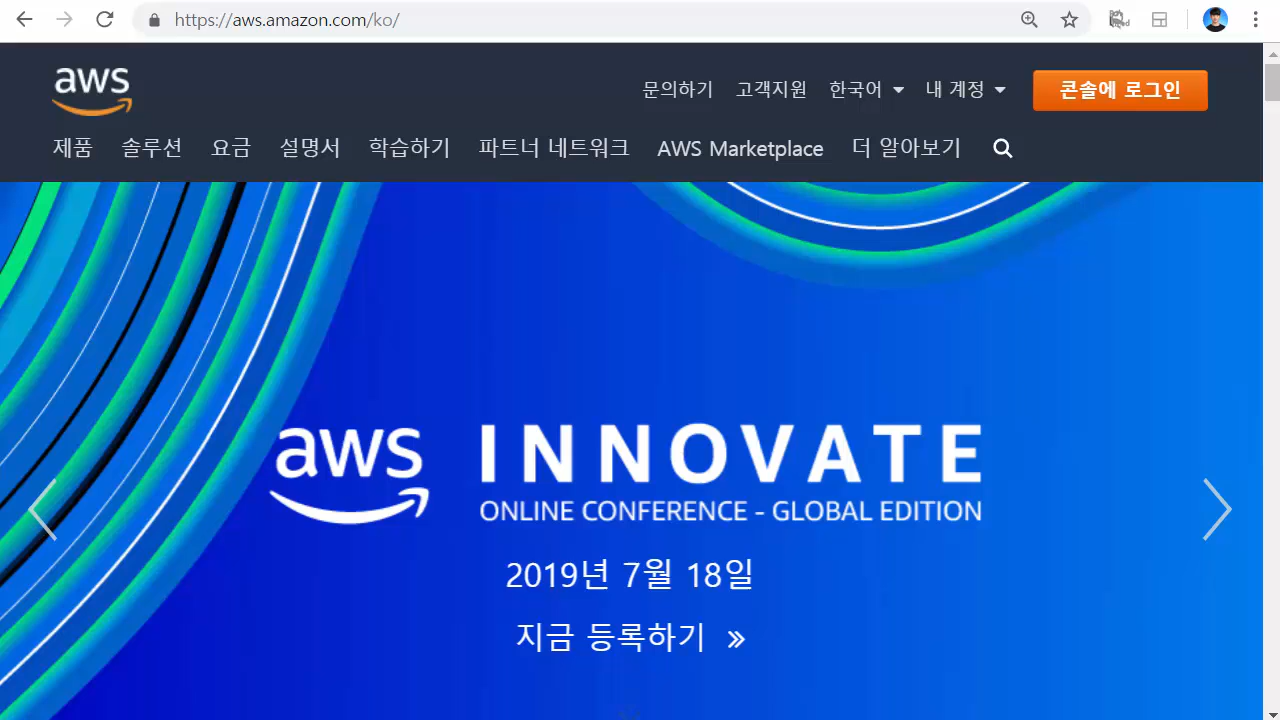 https://aws.amazon.com/ko/
aws
문의하기 고객지원 한국어 내 계정 콘솔에 로그인
제품 솔루션 요금 설명서 학습하기 파트너 네트워크 AWS Marketplace 더 알아보기
aws INNOVATE
ONLINE CONFERENCE - GLOBAL EDITION
2019년 7월 18일
지금 등록하기 »